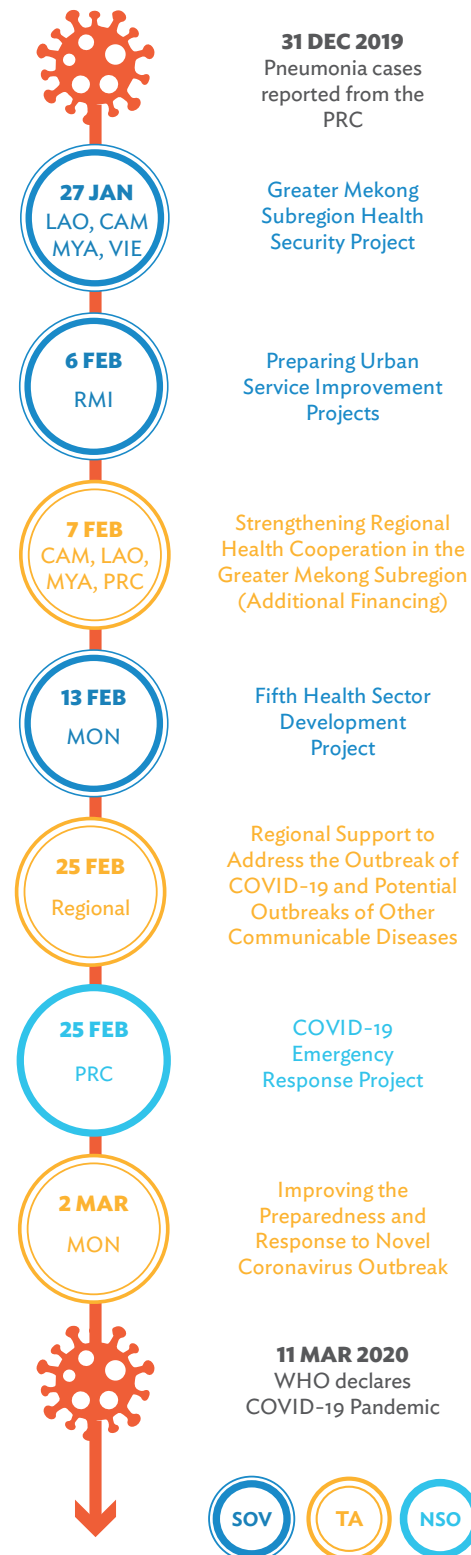 31 DEC 2019
Pneumonia cases
reported from the
PRC
27 JAN
LAO, CAM
MYA, VIE
Greater Mekong
Subregion Health
Security Project
6 FEB
RMI
Preparing Urban
Service Improvement
Projects
7 FEB
CAM, LAO,
MYA, PRC
Strengthening Regional
Health Cooperation in the
Greater Mekong Subregion
(Additional Financing)
13 FEB
MON
Fifth Health Sector
Development
Project
25 FEB
Regional
Regional Support to
Address the Outbreak of
COVID-19 and Potential
Outbreaks of Other
Communicable Diseases
25 FEB
PRC
COVID-19
Emergency
Response Project
2 MAR
MON
Improving the
Preparedness and
Response to Novel
Coronavirus Outbreak
11 MAR 2020
WHO declares
COVID-19 Pandemic
SOV
TA
NSO